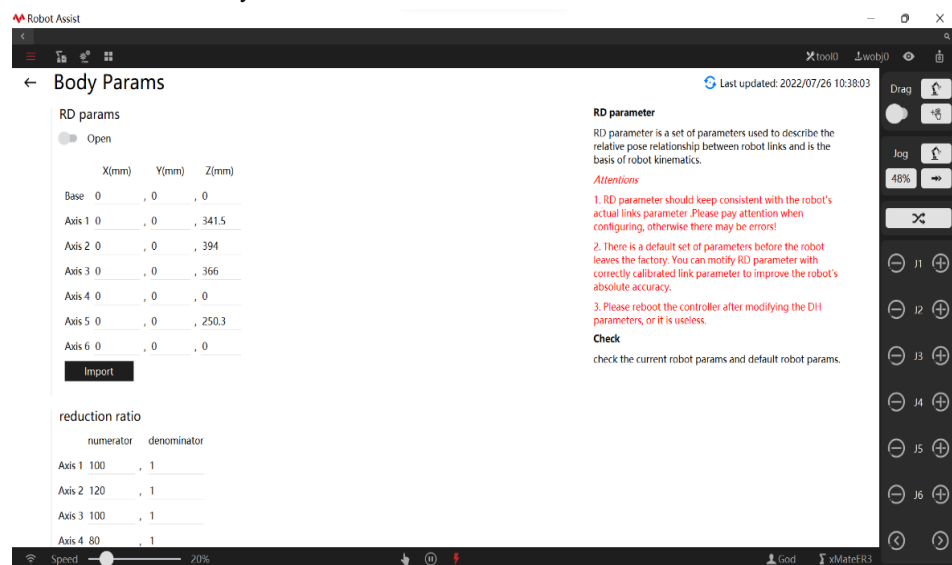 Robot Assist
tool0 wobj0
Body Params
Last updated: 2022/07/26 10:38:03
RD params
Open
X(mm) Y(mm) Z(mm)
Base 0 , 0 , 0
Axis 1 0 , 0 , 341.5
Axis 2 0 , 0 , 394
Axis 3 0 , 0 , 366
Axis 4 0 , 0 , 0
Axis 5 0 , 0 , 250.3
Axis 6 0 , 0 , 0
Import
reduction ratio
numerator denominator
Axis 1 100 , 1
Axis 2 120 , 1
Axis 3 100 , 1
Axis 4 80 , 1
RD parameter
RD parameter is a set of parameters used to describe the
relative pose relationship between robot links and is the
basis of robot kinematics.
Attentions
1. RD parameter should keep consistent with the robot's
actual links parameter .Please pay attention when
configuring, otherwise there may be errors!
2. There is a default set of parameters before the robot
leaves the factory. You can motify RD parameter with
correctly calibrated link parameter to improve the robot's
absolute accuracy.
3. Please reboot the controller after modifying the DH
parameters, or it is useless.
Check
check the current robot params and default robot params.
Drag
Jog
48%
J1
J2
J3
J4
J5
J6
Speed 20%
God xMateER3